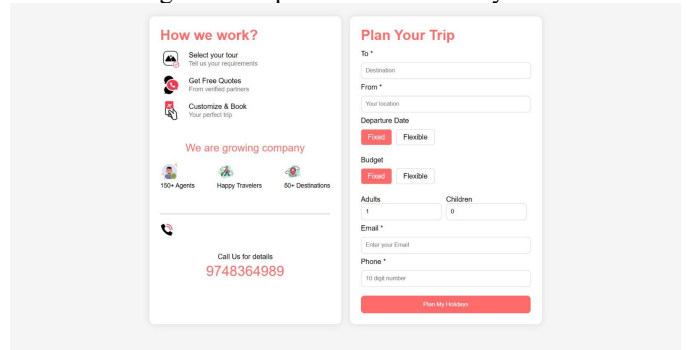 How we work?
Select your tour
Tell us your requirements
Get Free Quotes
From verified partners
Customize & Book
Your perfect trip
We are growing company
150+ Agents
Happy Travelers
50+ Destinations
Call Us for details
9748364989
Plan Your Trip
To *
Destination
From *
Your location
Departure Date
Fixed
Flexible
Budget
Fixed
Flexible
Adults
Children
1
0
Email *
Enter your Email
Phone *
10 digit number
Plan My Holidays